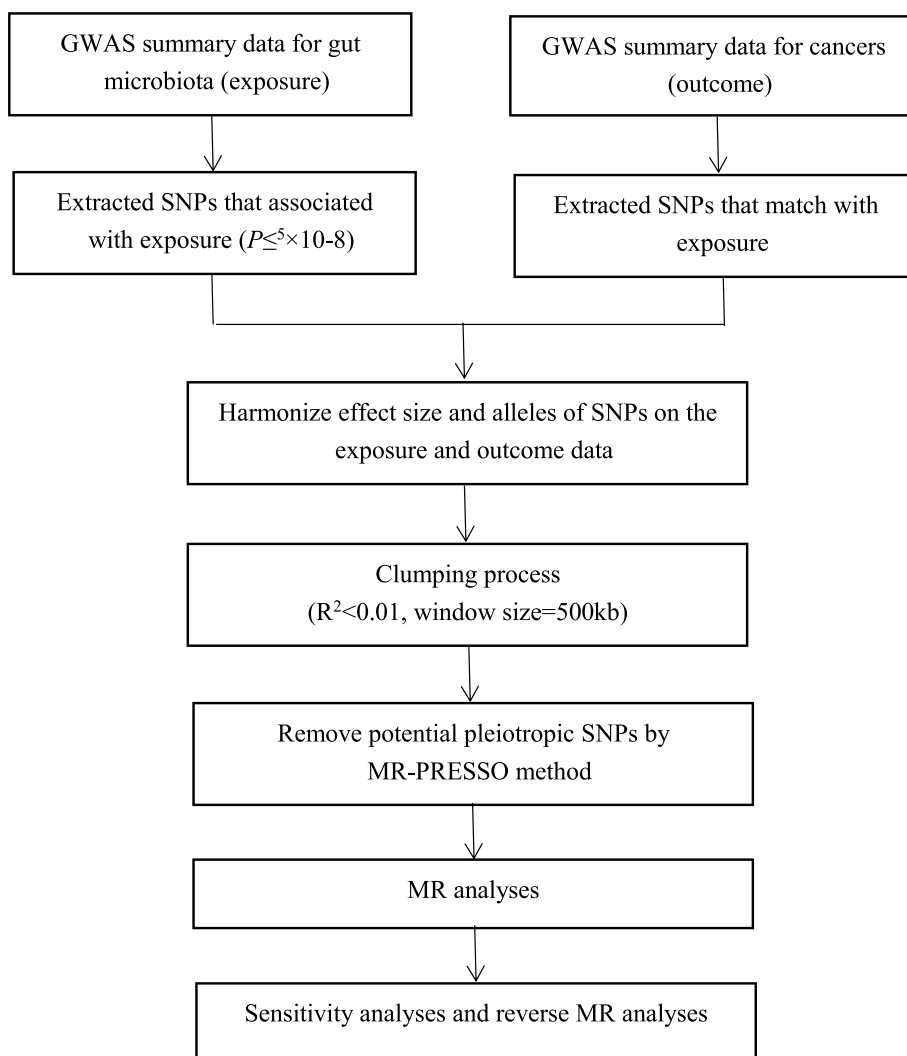 GWAS summary data for gut
microbiota (exposure)
GWAS summary data for cancers
(outcome)
Extracted SNPs that associated
with exposure (P≤⁵×10-8)
Extracted SNPs that match with
exposure
Harmonize effect size and alleles of SNPs on the
exposure and outcome data
Clumping process
(R²<0.01, window size=500kb)
Remove potential pleiotropic SNPs by
MR-PRESSO method
MR analyses
Sensitivity analyses and reverse MR analyses